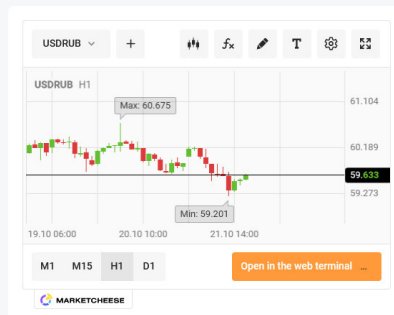 USDRUB
+
fx
T
USDRUB H1
Max: 60.675
61.104
60.189
59.633
59.273
Min: 59.201
19.10 06:00 20.10 10:00 21.10 14:00
M1 M15 H1 D1 Open in the web terminal ...
MARKETCHEESE